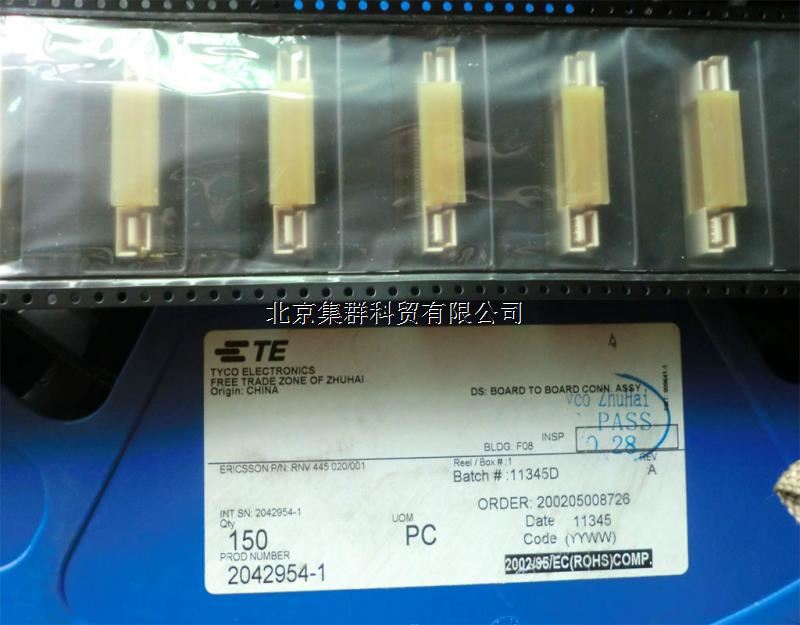 北京集群科贸有限公司
TE
TYCO ELECTRONICS
FREE TRADE ZONE OF ZHUHAI
Origin: CHINA
DS: BOARD TO BOARD CONN. ASSY
yco ZhuHai
PASS
28
BLDG: F08 INSP
ERICSSON P/N: RNV 445 020/001
Reel / Box # :1
REV
Batch # :11345D
A
INT SN: 2042954-1
ORDER: 200205008726
Qty
UOM
150
PC
Date 11345
Code (YYWW)
PROD NUMBER
2042954-1
2002/95/EC(ROHS)COMP.